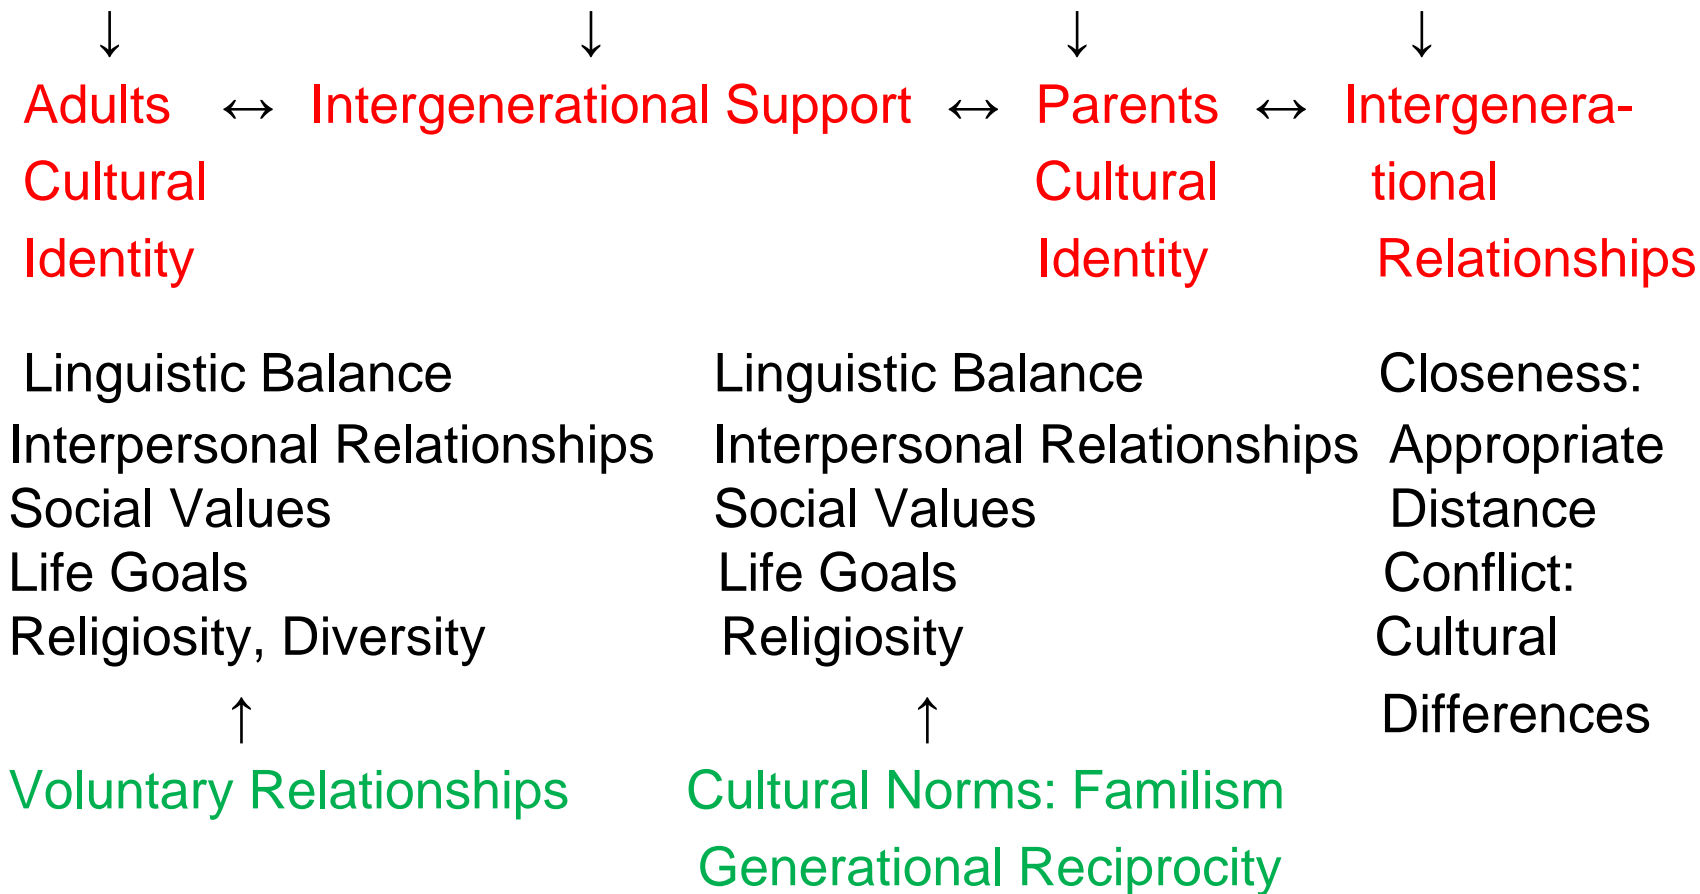 ↓ ↓ ↓ ↓
Adults ↔ Intergenerational Support ↔ Parents ↔ Intergenera-
Cultural Cultural tional
Identity Identity Relationships
Linguistic Balance Linguistic Balance Closeness:
Interpersonal Relationships Interpersonal Relationships Appropriate
Social Values Social Values Distance
Life Goals Life Goals Conflict:
Religiosity, Diversity Religiosity Cultural
↑ ↑ Differences
Voluntary Relationships Cultural Norms: Familism
Generational Reciprocity